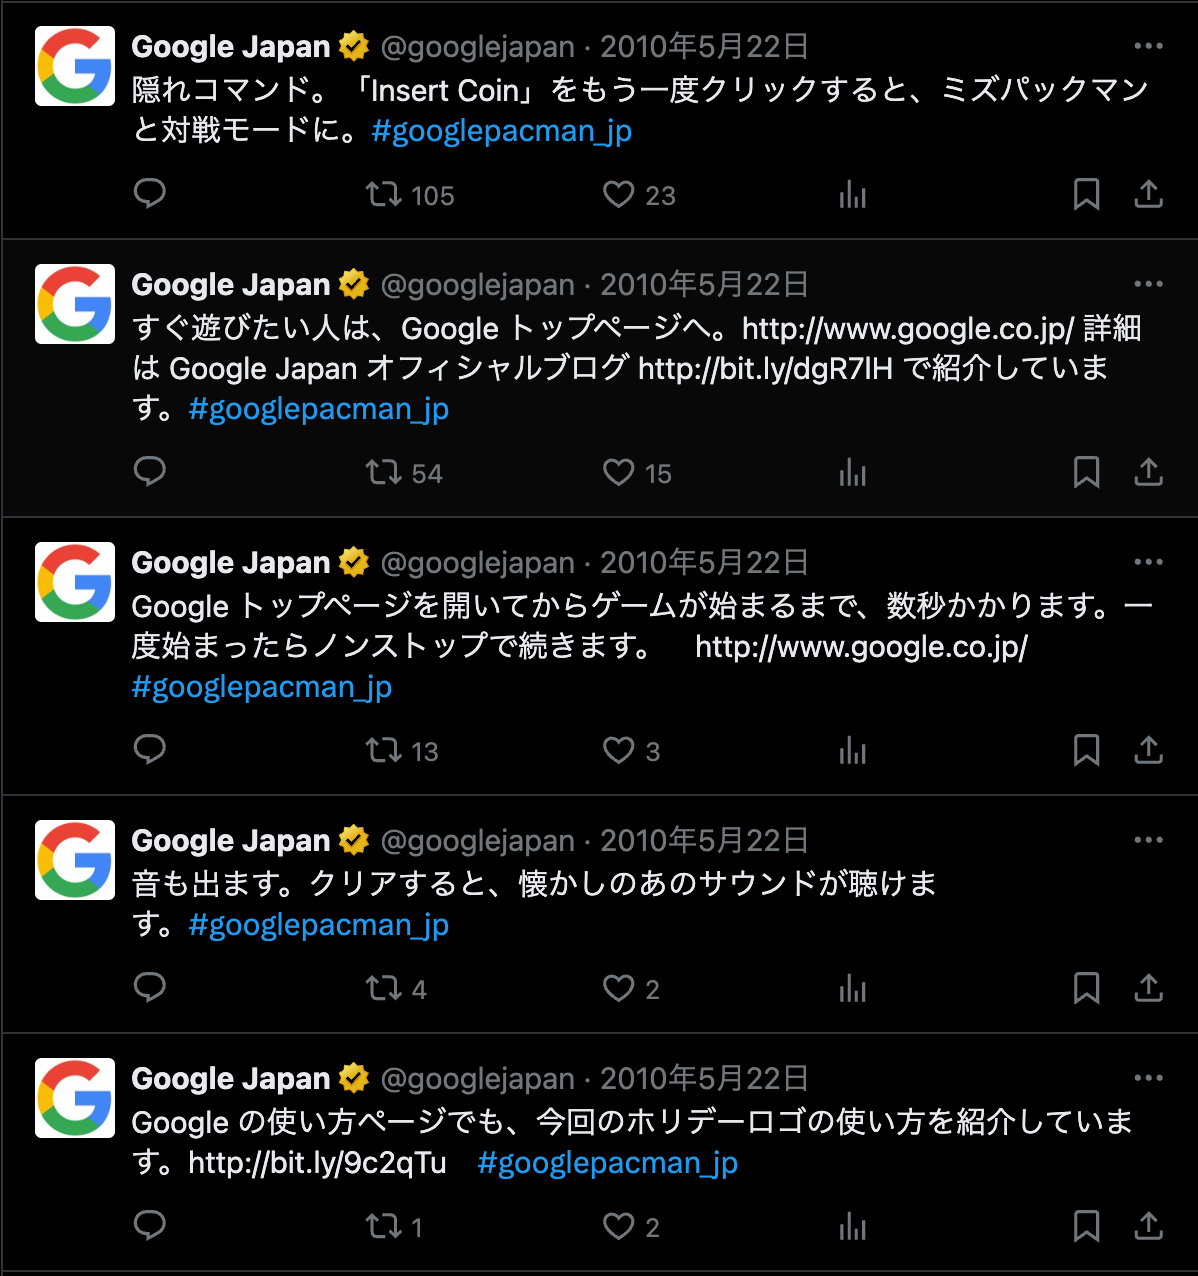 Google Japan @googlejapan · 2010年5月22日
隠れコマンド。「Insert Coin」をもう一度クリックすると、ミズパックマン
と対戦モードに。#googlepacman_jp
105 23
Google Japan @googlejapan · 2010年5月22日
すぐ遊びたい人は、Google トップページへ。http://www.google.co.jp/ 詳細
は Google Japan オフィシャルブログ http://bit.ly/dgR7lH で紹介していま
す。#googlepacman_jp
54 15
Google Japan @googlejapan · 2010年5月22日
Google トップページを開いてからゲームが始まるまで、数秒かかります。一
度始まったらノンストップで続きます。　http://www.google.co.jp/
#googlepacman_jp
13 3
Google Japan @googlejapan · 2010年5月22日
音も出ます。クリアすると、懐かしのあのサウンドが聴けま
す。#googlepacman_jp
4 2
Google Japan @googlejapan · 2010年5月22日
Google の使い方ページでも、今回のホリデーロゴの使い方を紹介していま
す。http://bit.ly/9c2qTu　#googlepacman_jp
1 2